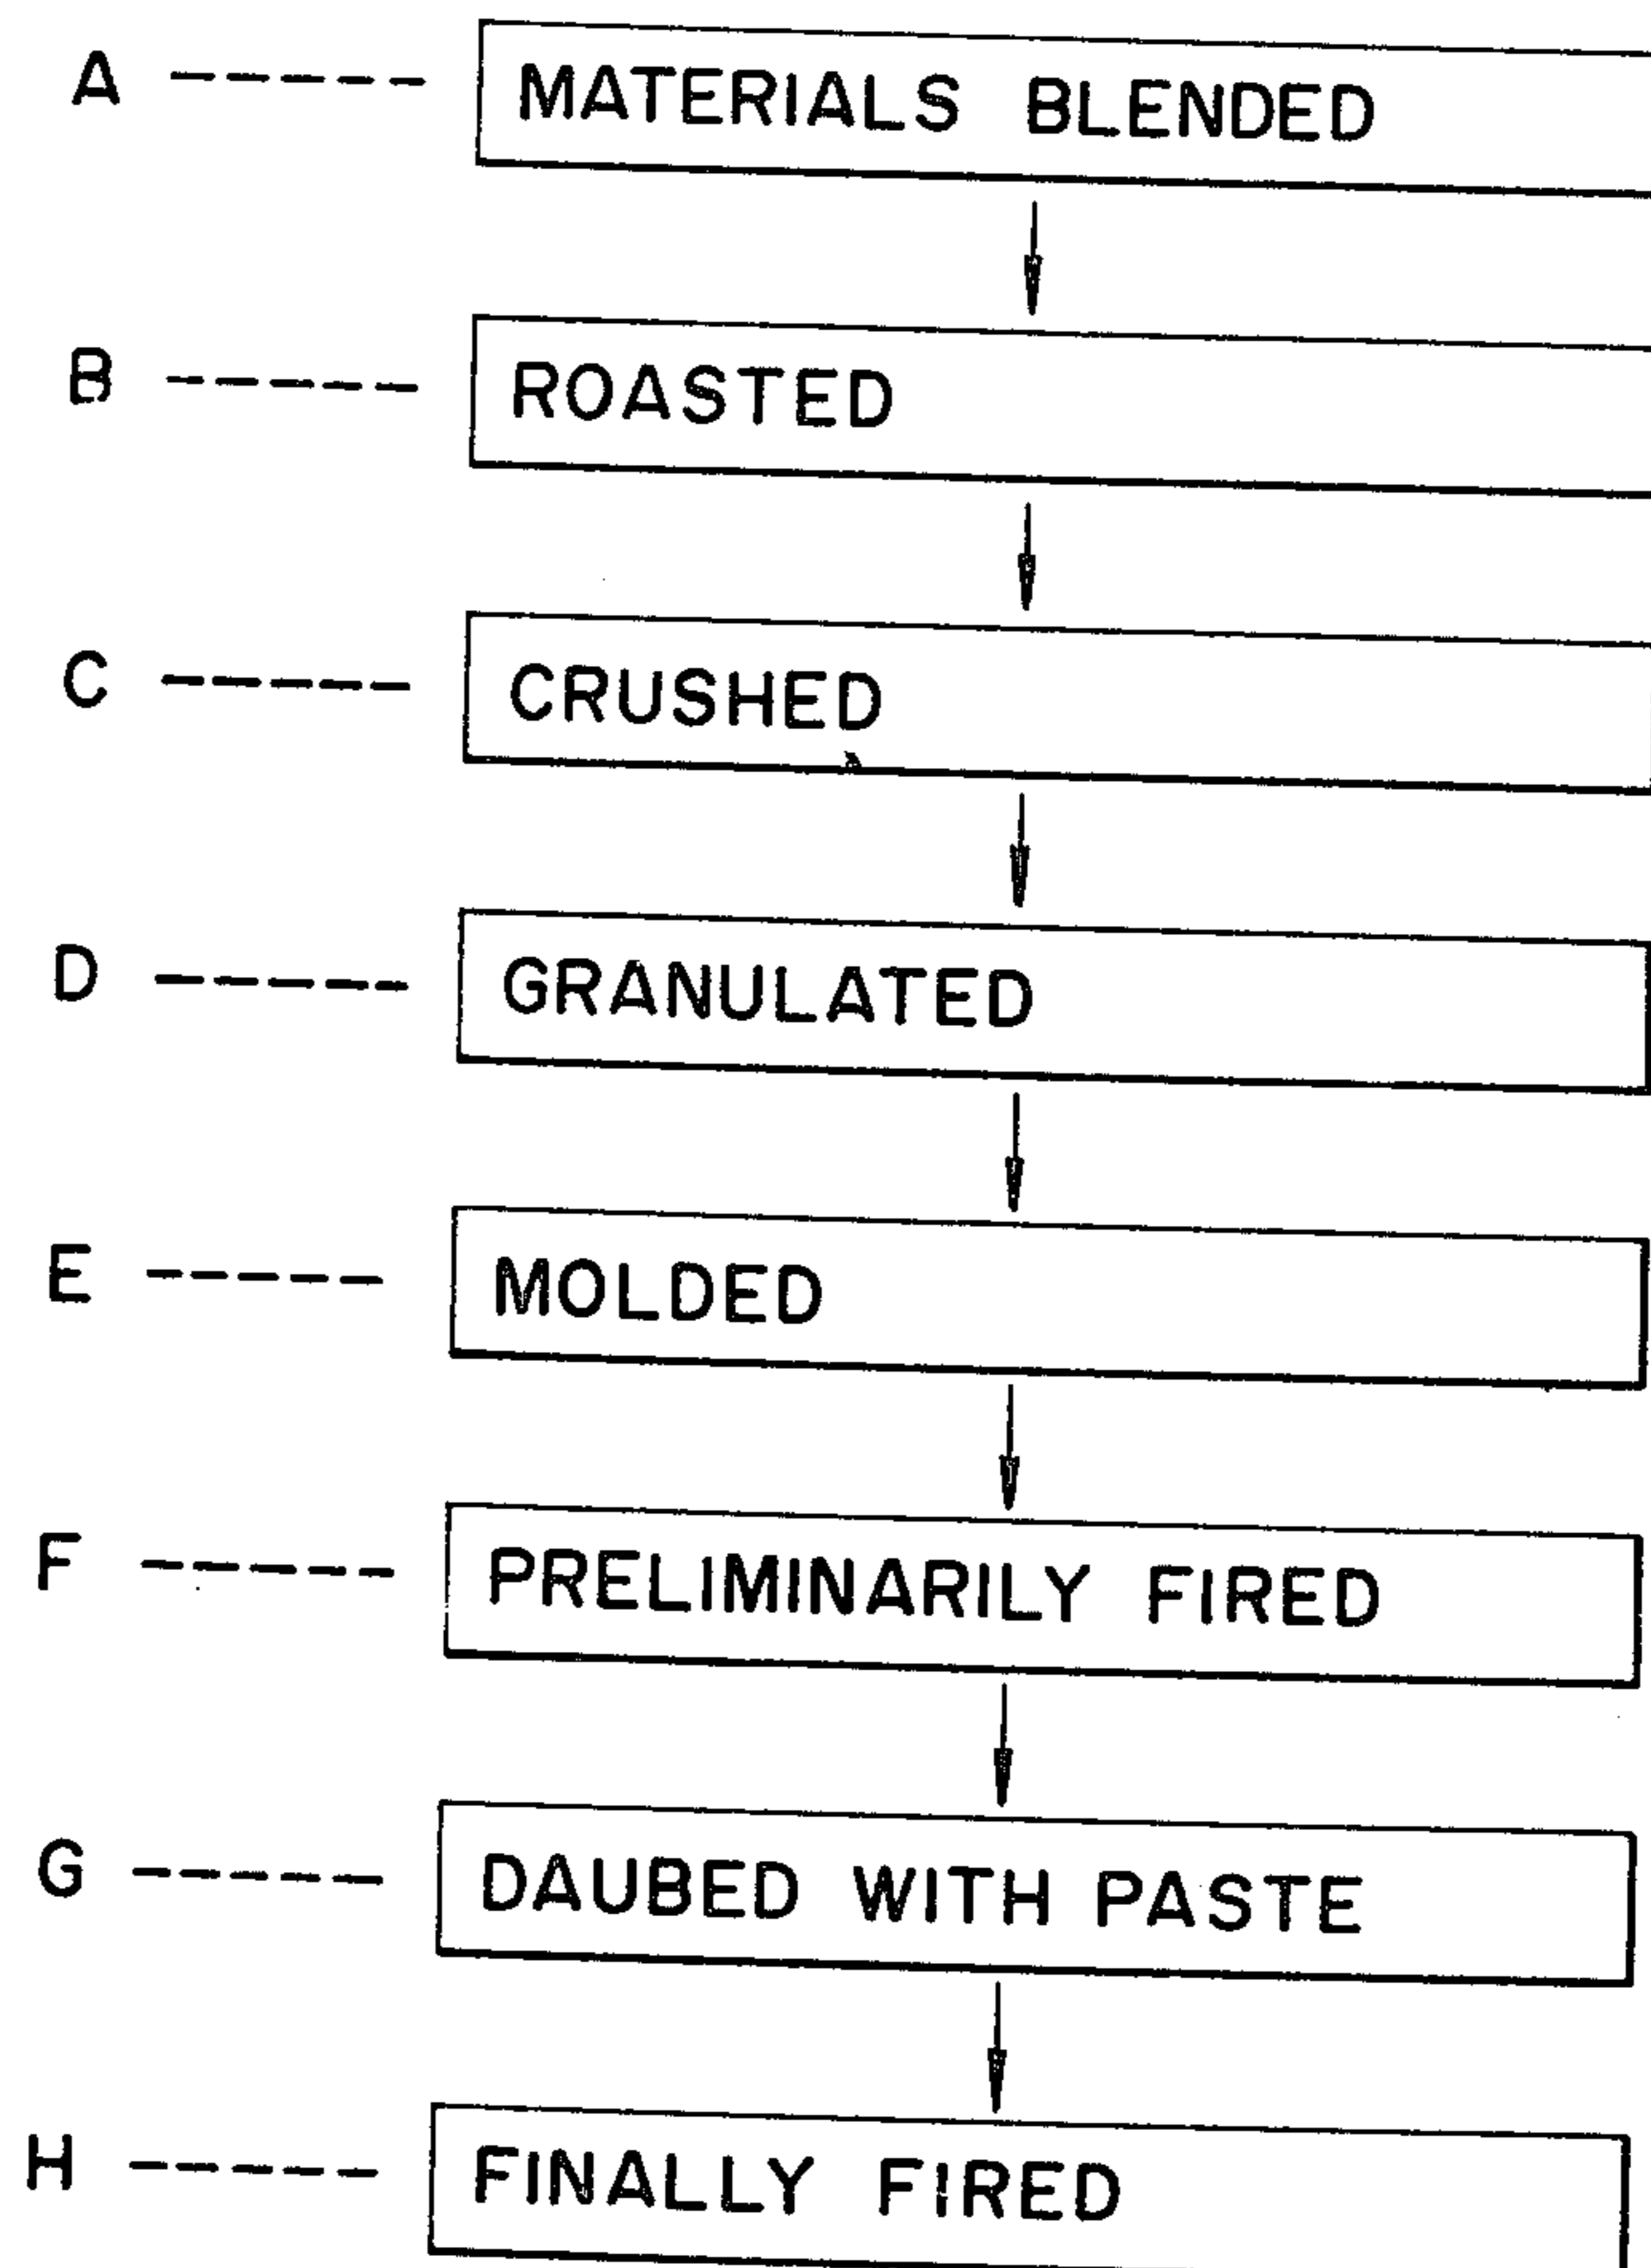 A ----- MATERIALS BLENDED
B ----- ROASTED
C ----- CRUSHED
D ----- GRANULATED
E ----- MOLDED
F ----- PRELIMINARILY FIRED
G ----- DAUBED WITH PASTE
H ----- FINALLY FIRED